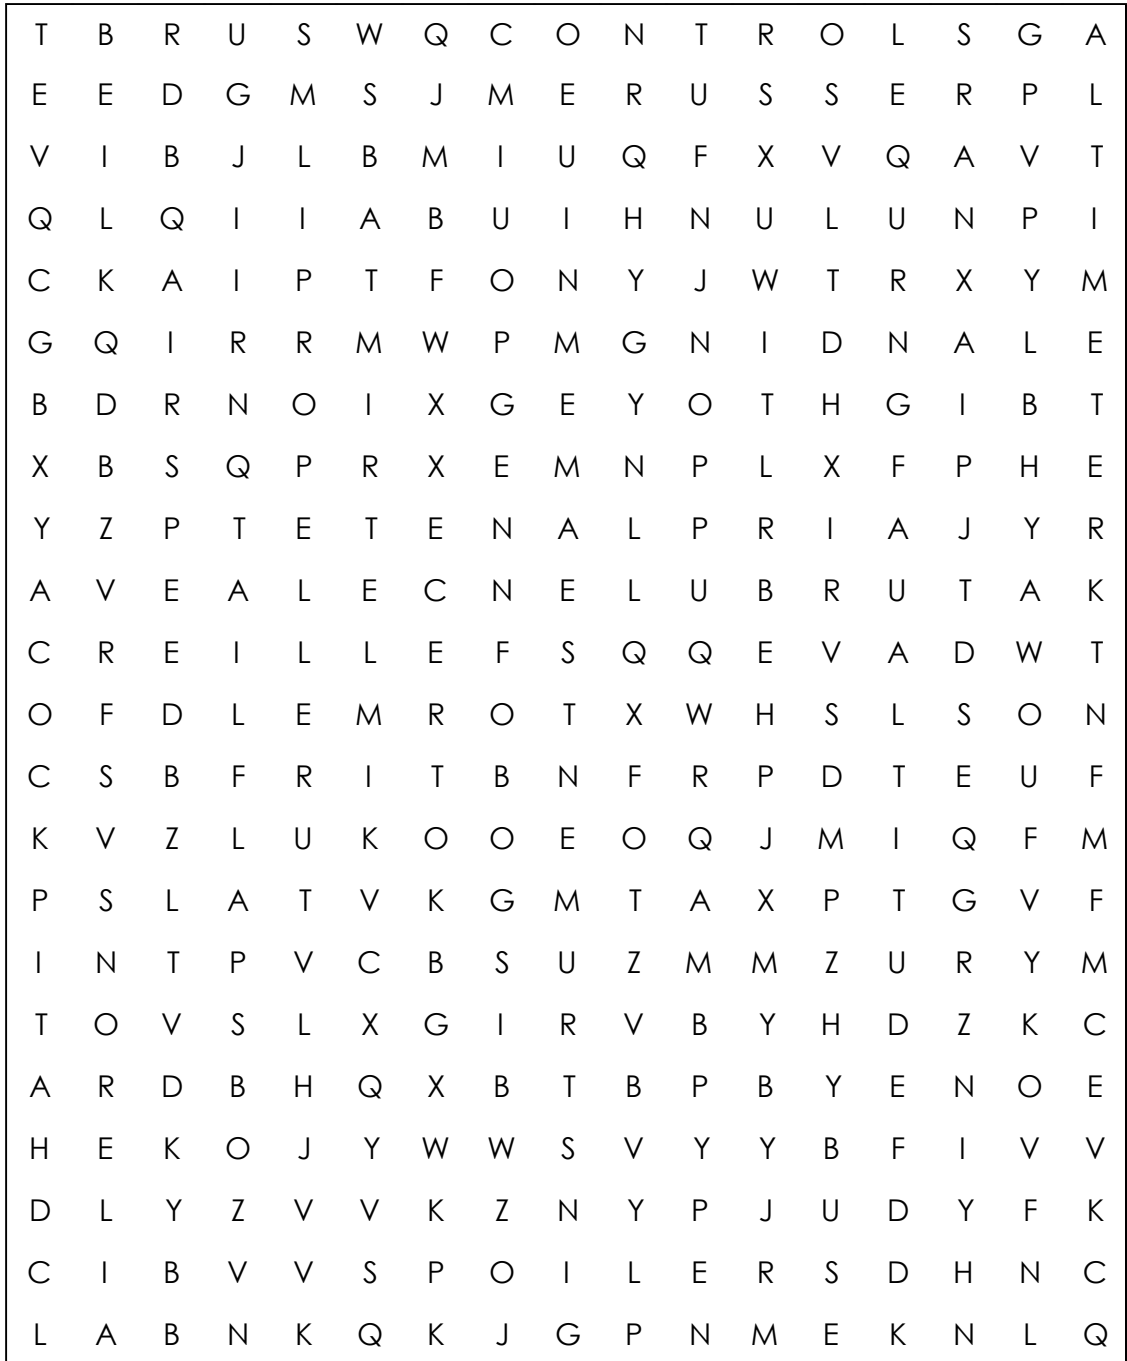 T B R U S W Q C O N T R O L S G A
E E D G M S J M E R U S S E R P L
V I B J L B M I U Q F X V Q A V T
Q L Q I I A B U I H N U L U N P I
C K A I P T F O N Y J W T R X Y M
G Q I R R M W P M G N I D N A L E
B D R N O I X G E Y O T H G I B T
X B S Q P R X E M N P L X F P H E
Y Z P T E T E N A L P R I A J Y R
A V E A L E C N E L U B R U T A K
C R E I L L E F S Q Q E V A D W T
O F D L E M R O T X W H S L S O N
C S B F R I T B N F R P D T E U F
K V Z L U K O O E O Q J M I Q F M
P S L A T V K G M T A X P T G V F
I N T P V C B S U Z M M Z U R Y M
T O V S L X G I R V B Y H D Z K C
A R D B H Q X B T B P B Y E N O E
H E K O J Y W W S V Y Y B F I V V
D L Y Z V V K Z N Y P J U D Y F K
C I B V V S P O I L E R S D H N C
L A B N K Q K J G P N M E K N L Q